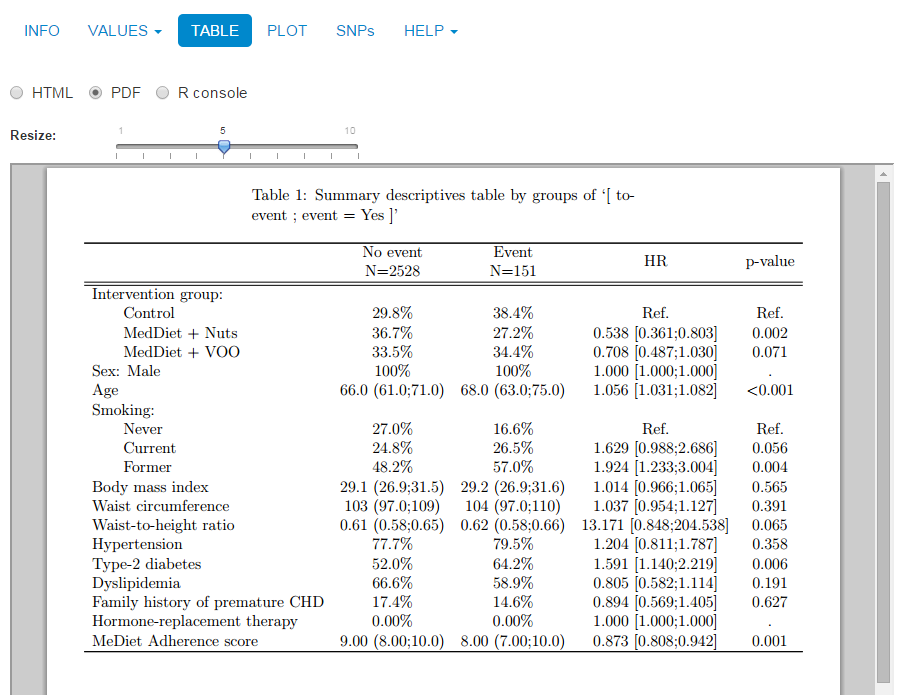 INFO VALUES TABLE PLOT SNPs HELP
HTML PDF R console
Resize: 1 5 10
Table 1: Summary descriptives table by groups of ‘[ to-
event ; event = Yes ]’
No event Event HR p-value
N=2528 N=151
Intervention group:
Control 29.8% 38.4% Ref. Ref.
MedDiet + Nuts 36.7% 27.2% 0.538 [0.361;0.803] 0.002
MedDiet + VOO 33.5% 34.4% 0.708 [0.487;1.030] 0.071
Sex: Male 100% 100% 1.000 [1.000;1.000] .
Age 66.0 (61.0;71.0) 68.0 (63.0;75.0) 1.056 [1.031;1.082] <0.001
Smoking:
Never 27.0% 16.6% Ref. Ref.
Current 24.8% 26.5% 1.629 [0.988;2.686] 0.056
Former 48.2% 57.0% 1.924 [1.233;3.004] 0.004
Body mass index 29.1 (26.9;31.5) 29.2 (26.9;31.6) 1.014 [0.966;1.065] 0.565
Waist circumference 103 (97.0;109) 104 (97.0;110) 1.037 [0.954;1.127] 0.391
Waist-to-height ratio 0.61 (0.58;0.65) 0.62 (0.58;0.66) 13.171 [0.848;204.538] 0.065
Hypertension 77.7% 79.5% 1.204 [0.811;1.787] 0.358
Type-2 diabetes 52.0% 64.2% 1.591 [1.140;2.219] 0.006
Dyslipidemia 66.6% 58.9% 0.805 [0.582;1.114] 0.191
Family history of premature CHD 17.4% 14.6% 0.894 [0.569;1.405] 0.627
Hormone-replacement therapy 0.00% 0.00% 1.000 [1.000;1.000] .
MeDiet Adherence score 9.00 (8.00;10.0) 8.00 (7.00;10.0) 0.873 [0.808;0.942] 0.001